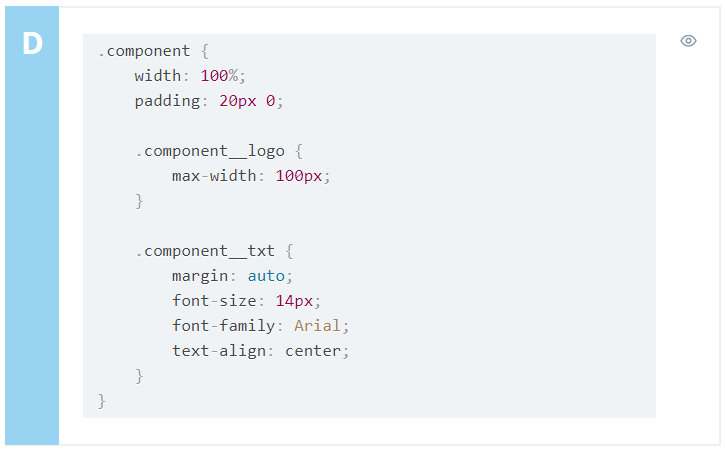 D
.component {
    width: 100%;
    padding: 20px 0;

    .component__logo {
        max-width: 100px;
    }

    .component__txt {
        margin: auto;
        font-size: 14px;
        font-family: Arial;
        text-align: center;
    }
}